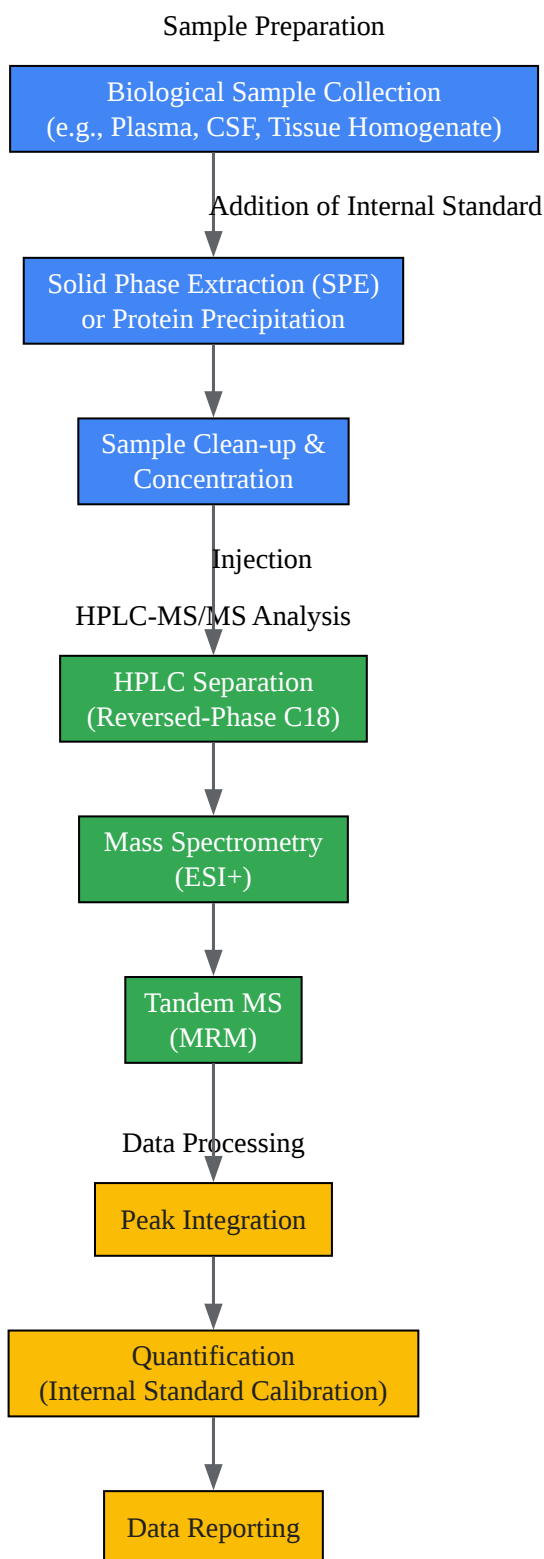 Sample Preparation
Biological Sample Collection
(e.g., Plasma, CSF, Tissue Homogenate)
Addition of Internal Standard
Solid Phase Extraction (SPE)
or Protein Precipitation
Sample Clean-up &
Concentration
Injection
HPLC-MS/MS Analysis
HPLC Separation
(Reversed-Phase C18)
Mass Spectrometry
(ESI+)
Tandem MS
(MRM)
Data Processing
Peak Integration
Quantification
(Internal Standard Calibration)
Data Reporting